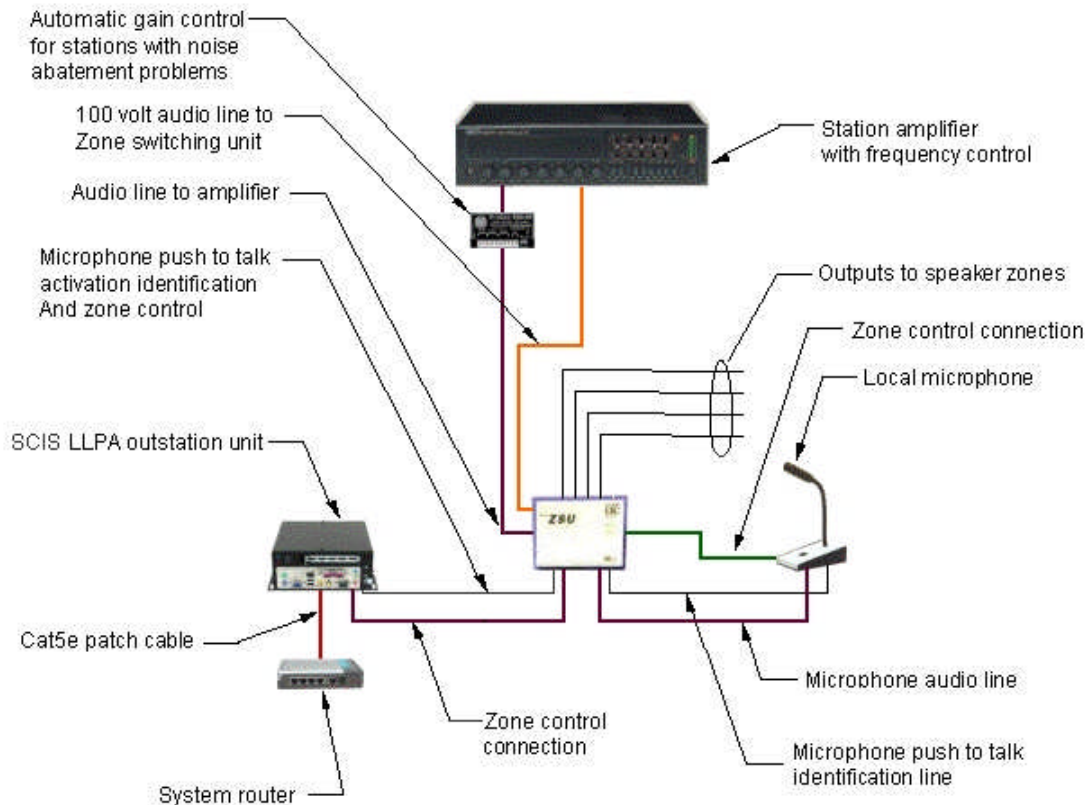 Automatic gain control
for stations with noise
abatement problems
100 volt audio line to
Zone switching unit
Audio line to amplifier
Microphone push to talk
activation identification
And zone control
SCIS LLPA outstation unit
Cat5e patch cable
System router
Zone control
connection
Station amplifier
with frequency control
Outputs to speaker zones
Zone control connection
Local microphone
ZSU
Microphone audio line
Microphone push to talk
identification line